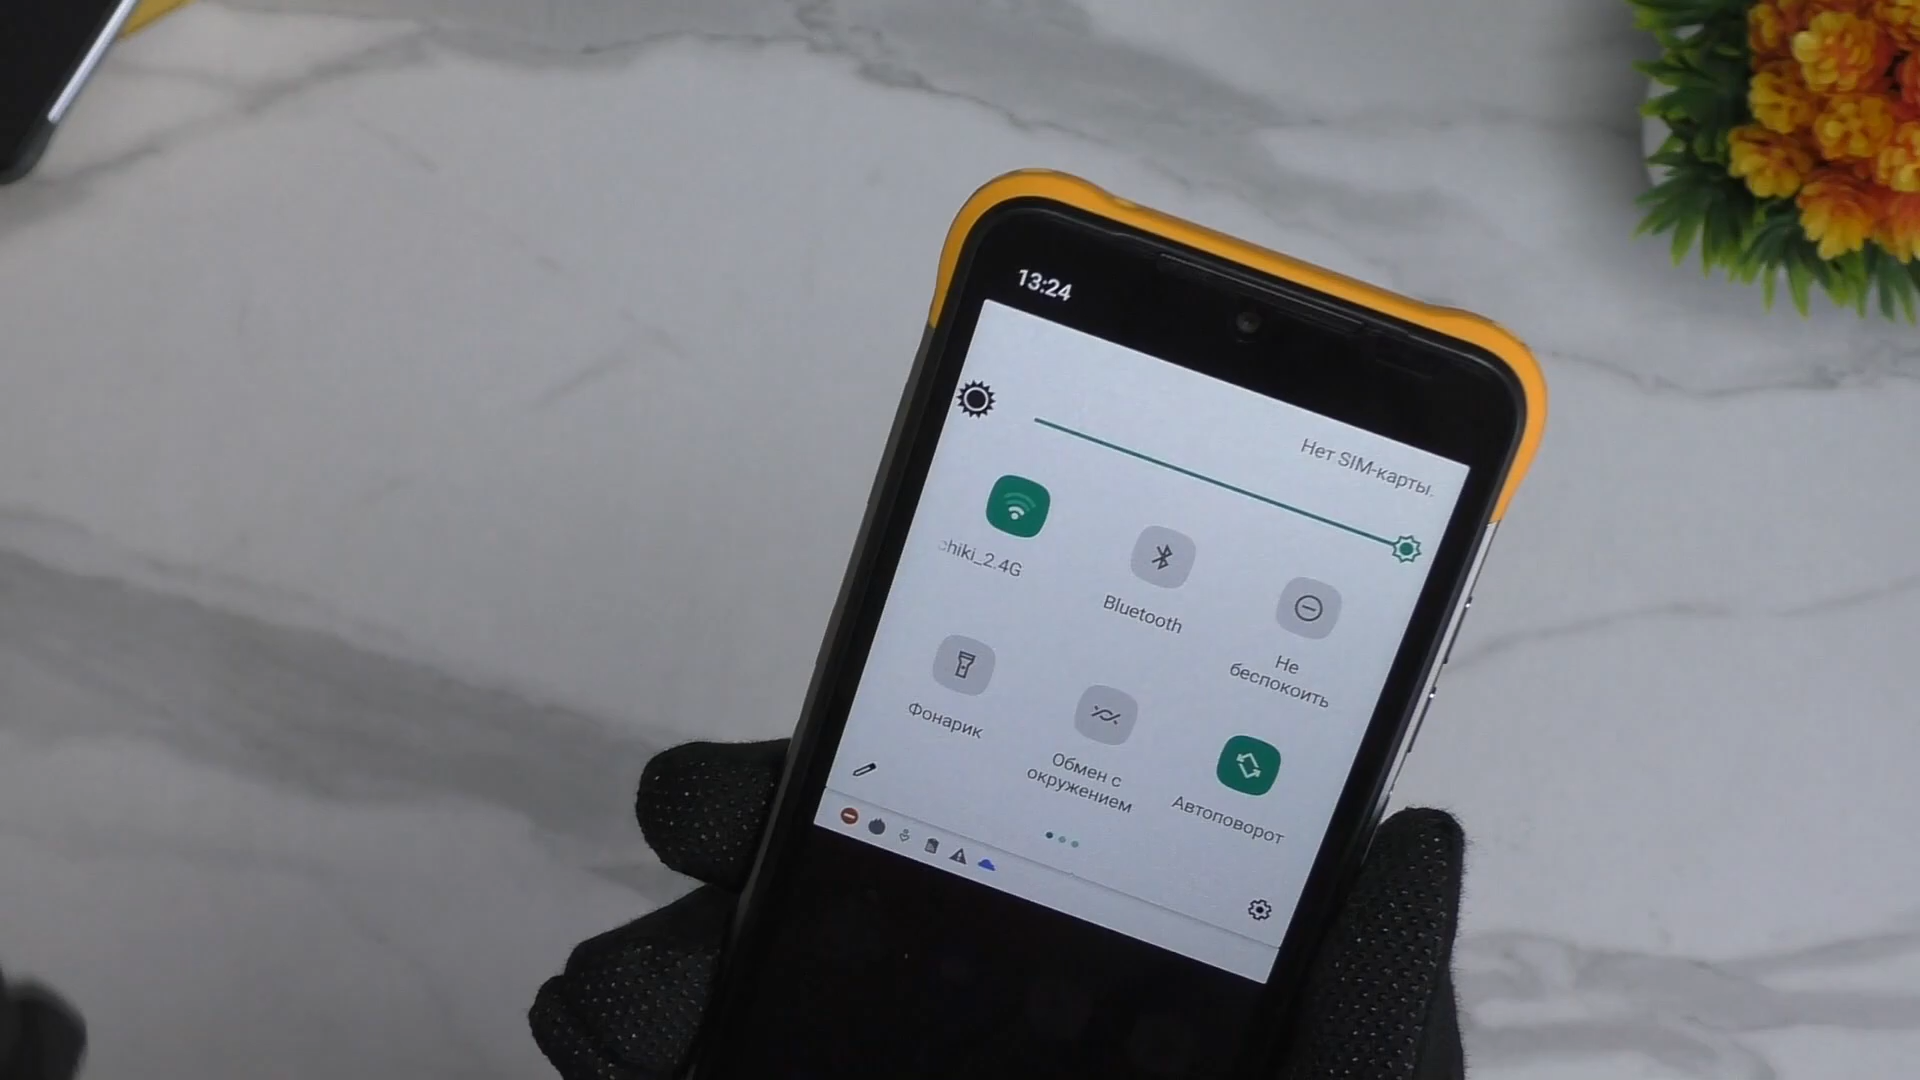 13:24
Нет SIM-карты.
chiki_2.4G
Bluetooth
Не
беспокоить
Фонарик
Обмен с
окружением
Автоповорот